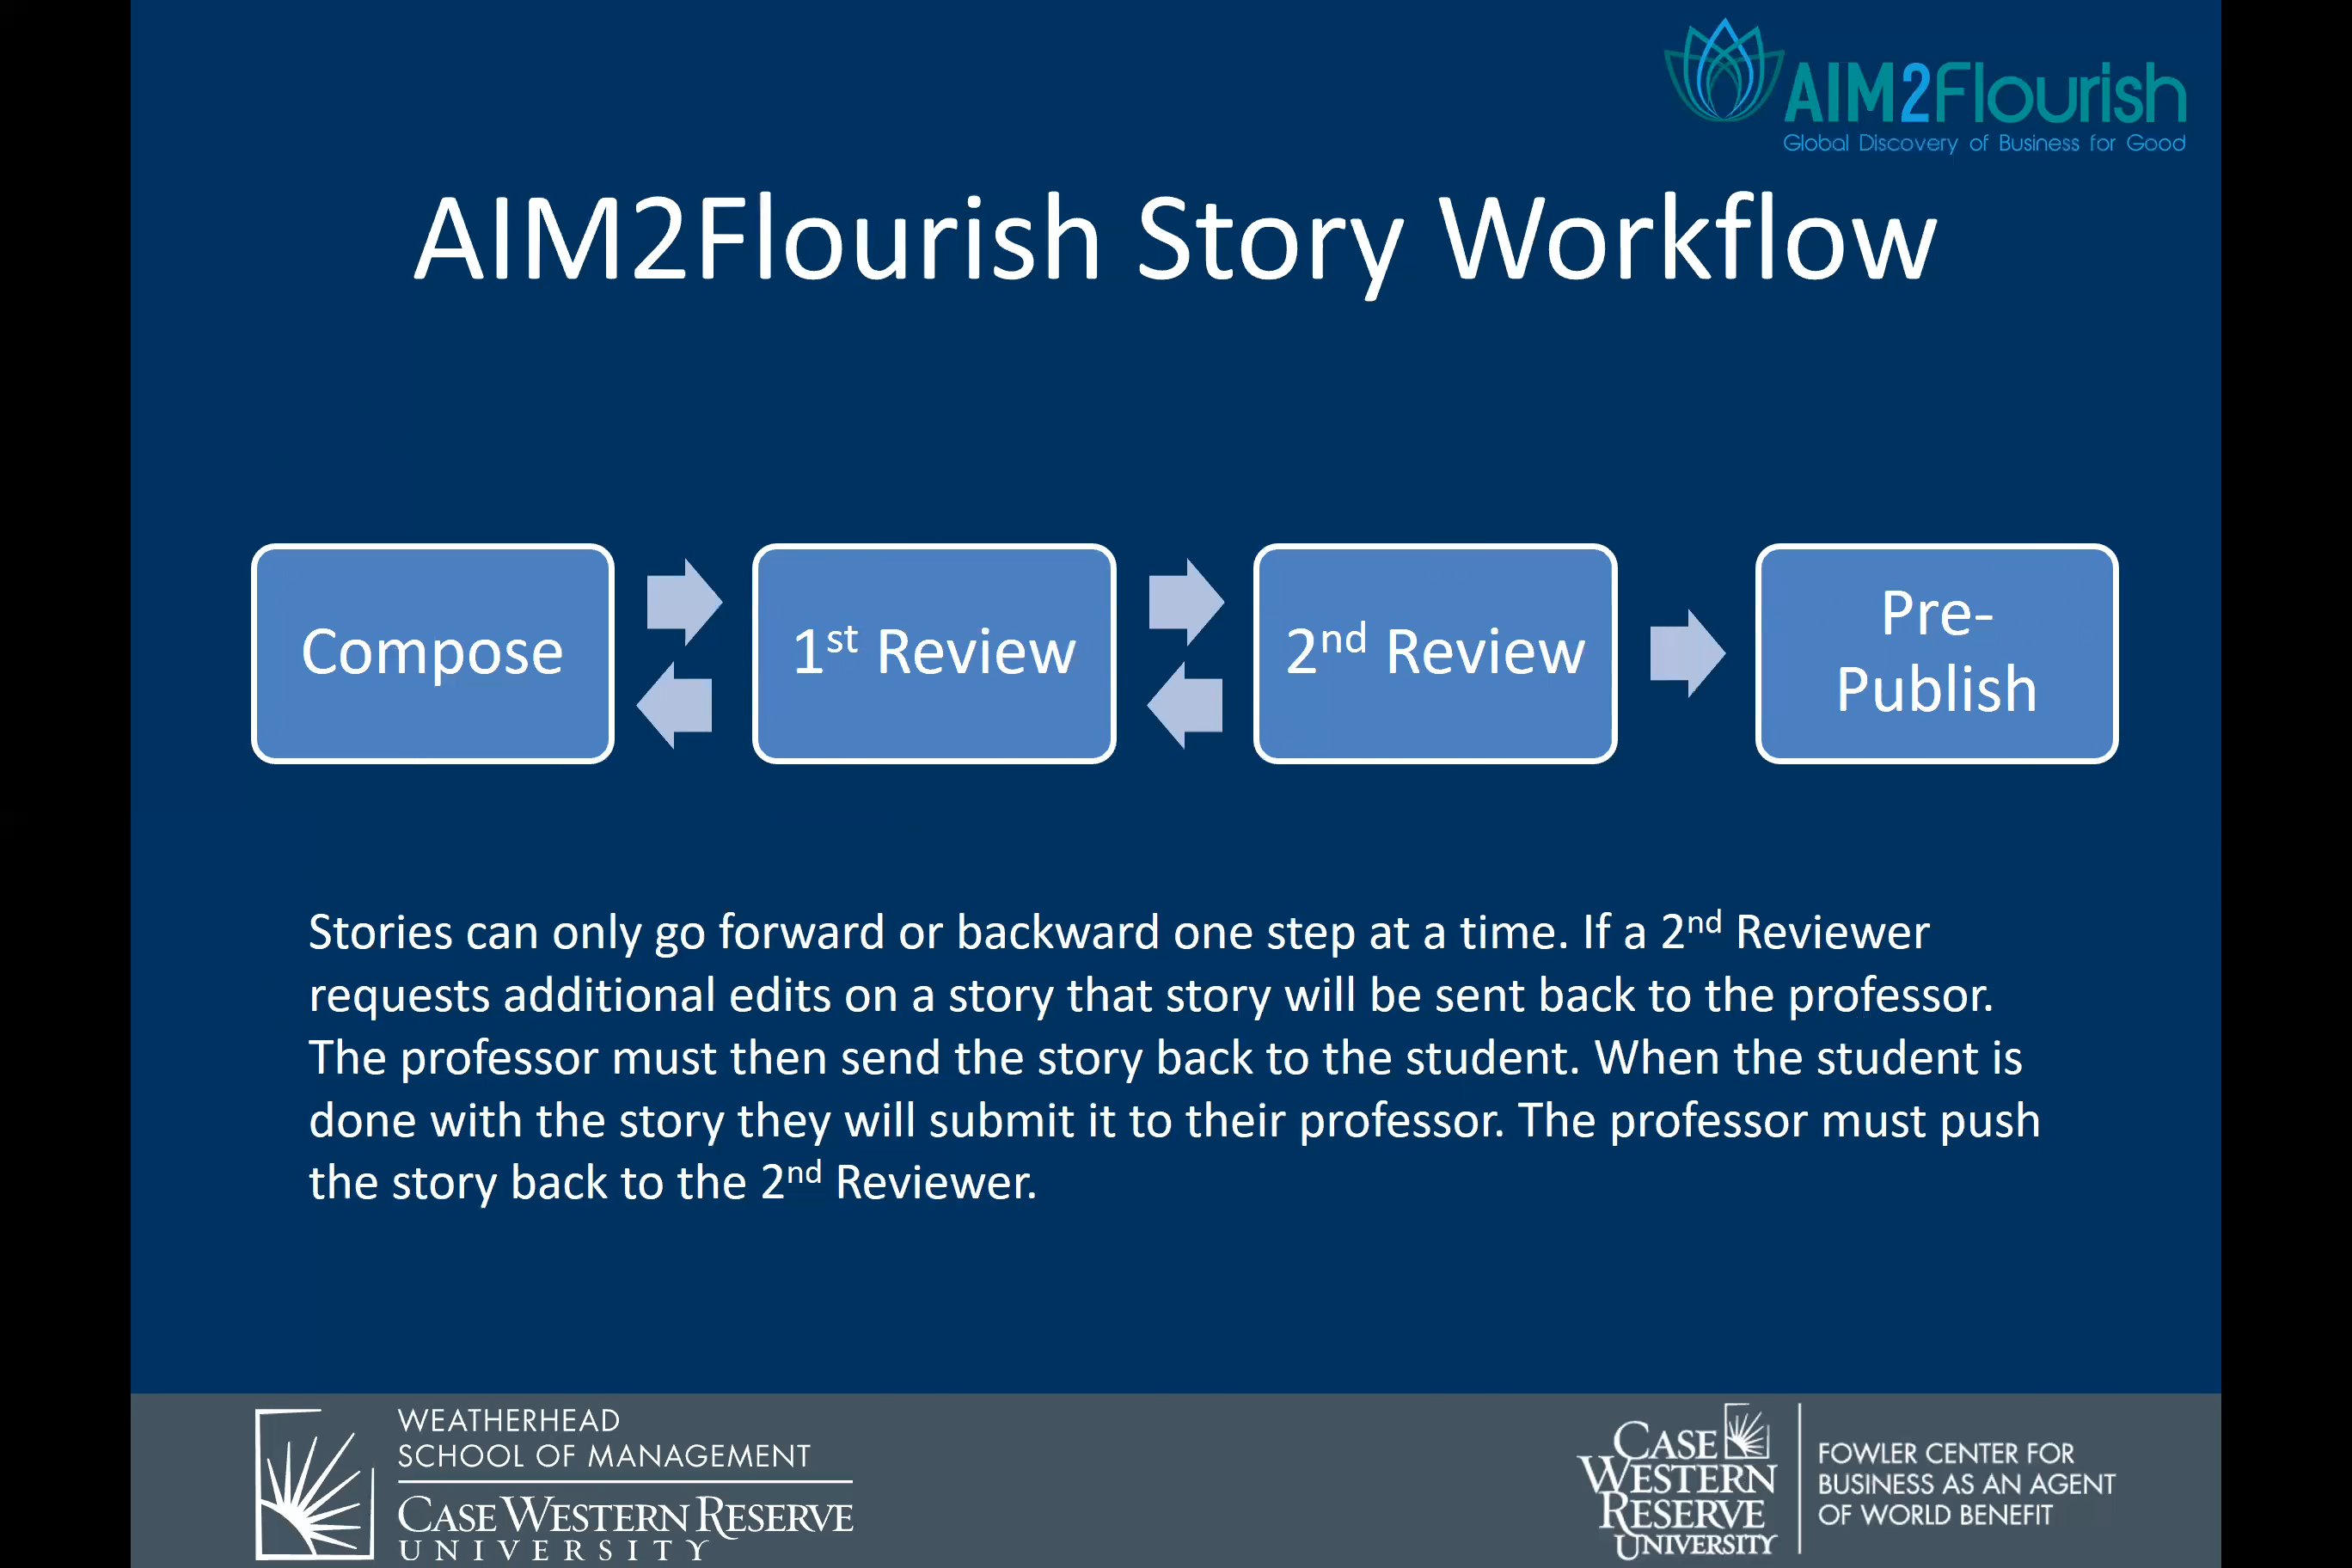 AIM2Flourish
Global Discovery of Business for Good
AIM2Flourish Story Workflow
Compose
1st Review
2nd Review
Pre-
Publish
Stories can only go forward or backward one step at a time. If a 2nd Reviewer
requests additional edits on a story that story will be sent back to the professor.
The professor must then send the story back to the student. When the student is
done with the story they will submit it to their professor. The professor must push
the story back to the 2nd Reviewer.
WEATHERHEAD
SCHOOL OF MANAGEMENT
CASE WESTERN RESERVE
UNIVERSITY
CASE
WESTERN
RESERVE
UNIVERSITY
FOWLER CENTER FOR
BUSINESS AS AN AGENT
OF WORLD BENEFIT